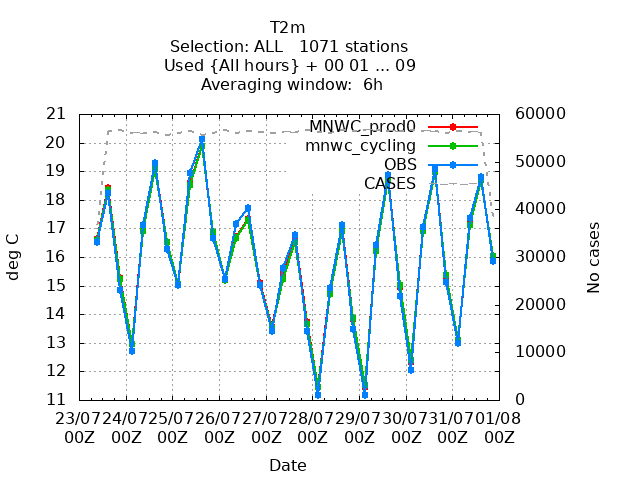 T2m
Selection: ALL   1071 stations
Used {All hours} + 00 01 ... 09
Averaging window:  6h
21
20
19
18
17
16
15
14
13
12
11
deg C
60000
50000
40000
30000
20000
10000
0
No cases
MNWC_prod0
mnwc_cycling
OBS
CASES
23/07 24/07 25/07 26/07 27/07 28/07 29/07 30/07 31/07 01/08
00Z 00Z 00Z 00Z 00Z 00Z 00Z 00Z 00Z 00Z
Date